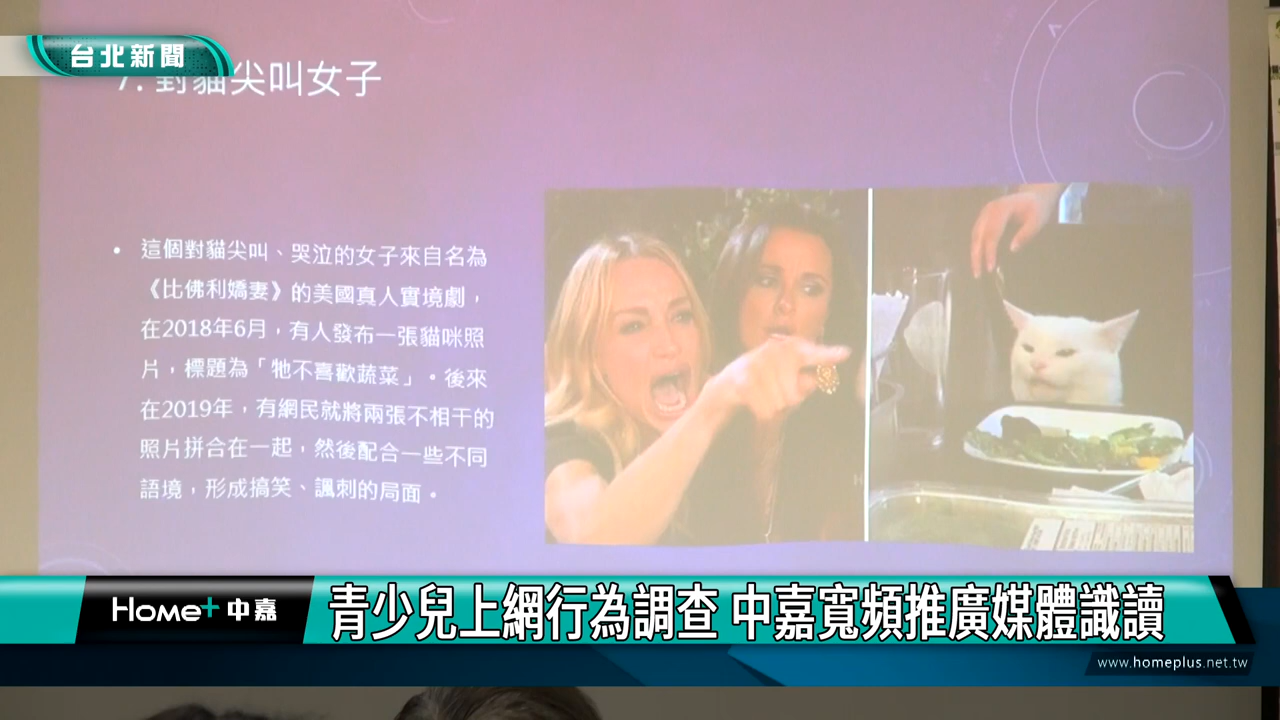 台北新聞
7. 對貓尖叫女子
• 這個對貓尖叫、哭泣的女子來自名為
《比佛利嬌妻》的美國真人實境劇，
在2018年6月，有人發布一張貓咪照
片，標題為「牠不喜歡蔬菜」。後來
在2019年，有網民就將兩張不相干的
照片拼合在一起，然後配合一些不同
語境，形成搞笑、諷刺的局面。
Home+ 中嘉
青少兒上網行為調查 中嘉寬頻推廣媒體識讀
www.homeplus.net.tw